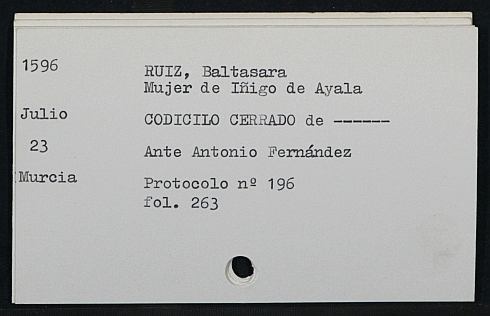 1596
RUIZ, Baltasara
Mujer de Iñigo de Ayala
Julio
CODICILO CERRADO de ------
23
Ante Antonio Fernández
Murcia
Protocolo nº 196
fol. 263